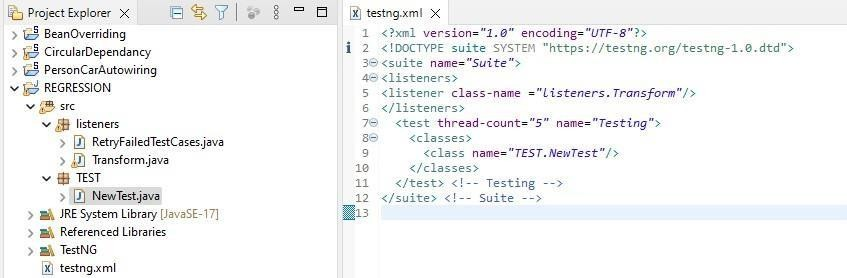 Project Explorer
BeanOverriding
CircularDependancy
PersonCarAutowiring
REGRESSION
src
listeners
RetryFailedTestCases.java
Transform.java
TEST
NewTest.java
JRE System Library [JavaSE-17]
Referenced Libraries
TestNG
testng.xml
testng.xml
1 <?xml version="1.0" encoding="UTF-8"?>
2 <!DOCTYPE suite SYSTEM "https://testng.org/testng-1.0.dtd">
3 <suite name="Suite">
4 <listeners>
5 <listener class-name ="listeners.Transform"/>
6 </listeners>
7 <test thread-count="5" name="Testing">
8 <classes>
9 <class name="TEST.NewTest"/>
10 </classes>
11 </test> <!-- Testing -->
12 </suite> <!-- Suite -->
13